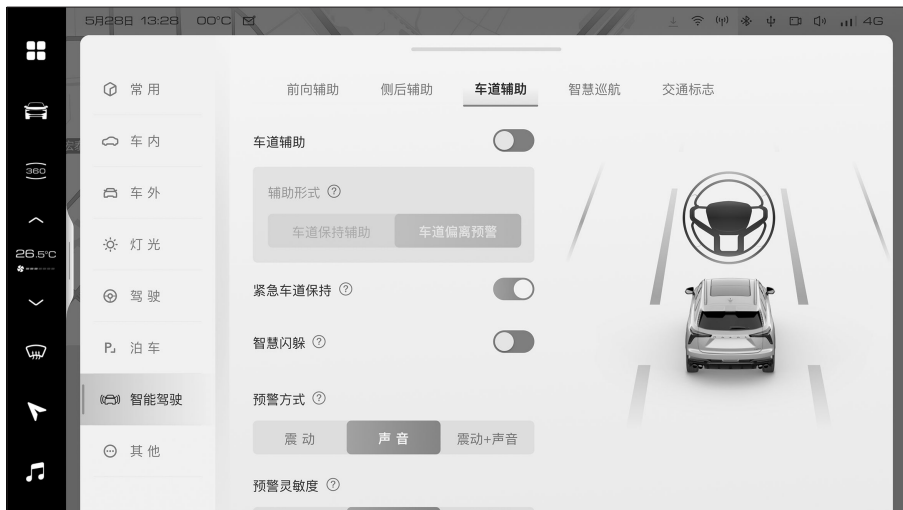 5月28日 13:28 00°C 4G
常用
车内
360
车外
26.5°C
灯光
驾驶
泊车
智能驾驶
其他
前向辅助 侧后辅助 车道辅助 智慧巡航 交通标志
车道辅助
辅助形式
车道保持辅助 车道偏离预警
紧急车道保持
智慧闪躲
预警方式
震动 声音 震动+声音
预警灵敏度